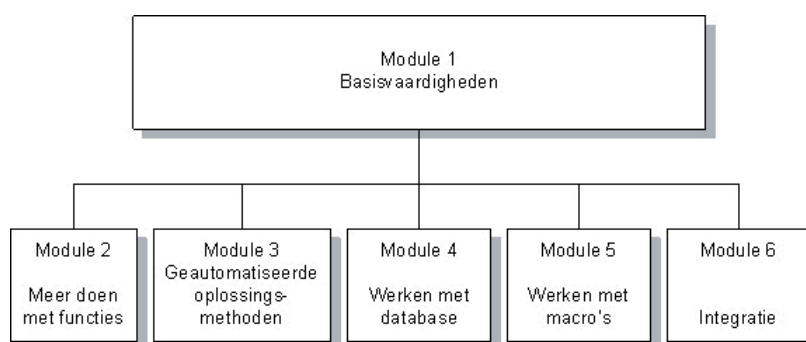 Module 1
Basisvaardigheden
Module 2
Meer doen
met functies
Module 3
Geautomatiseerde
oplossings-
methoden
Module 4
Werken met
database
Module 5
Werken met
macro's
Module 6
Integratie